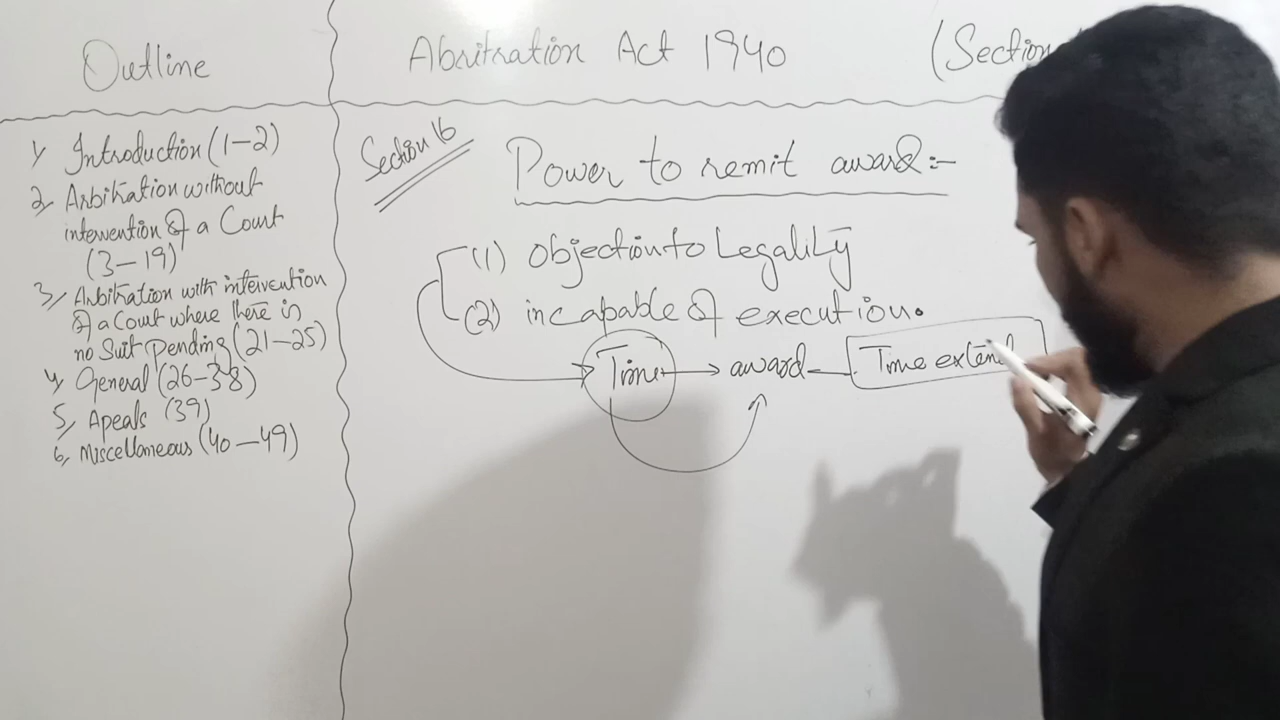 Outline
1, Introduction (1-2)
2, Arbitration without
intervention of a Court
(3-19)
3, Arbitration with intervention
of a Court where there is
no Suit pending (21-25)
4, General (26-38)
5, Apeals (39)
6, Miscellaneous (40-49)
Abritration Act 1940
(Section
Section 16
Power to remit award:-
(1) objection to Legality
(2) incapable of execution.
Time award Time extend